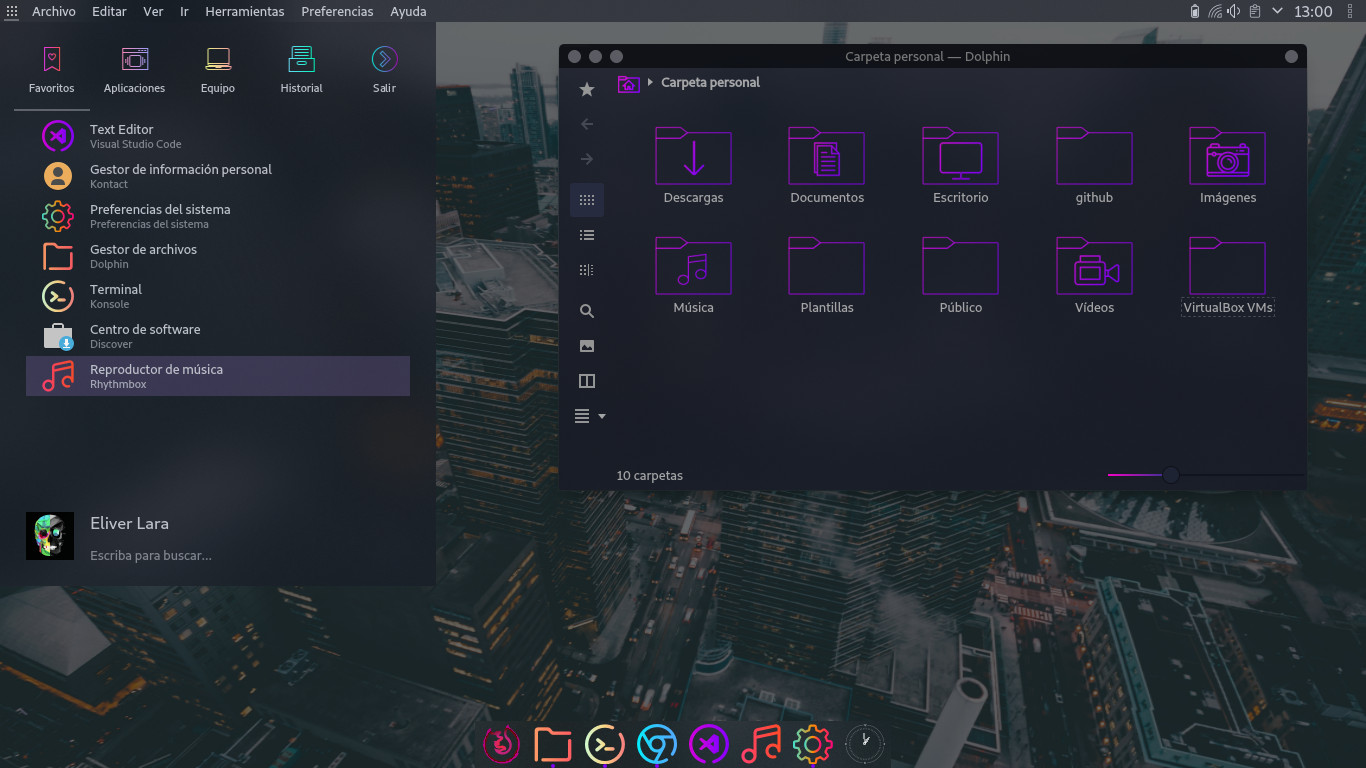 Archivo Editar Ver Ir Herramientas Preferencias Ayuda 13:00
Favoritos Aplicaciones Equipo Historial Salir
Text Editor
Visual Studio Code
Gestor de información personal
Kontact
Preferencias del sistema
Preferencias del sistema
Gestor de archivos
Dolphin
Terminal
Konsole
Centro de software
Discover
Reproductor de música
Rhythmbox
Eliver Lara
Escriba para buscar...
Carpeta personal — Dolphin
Carpeta personal
Descargas Documentos Escritorio github Imágenes
Música Plantillas Público Vídeos VirtualBox VMs
10 carpetas